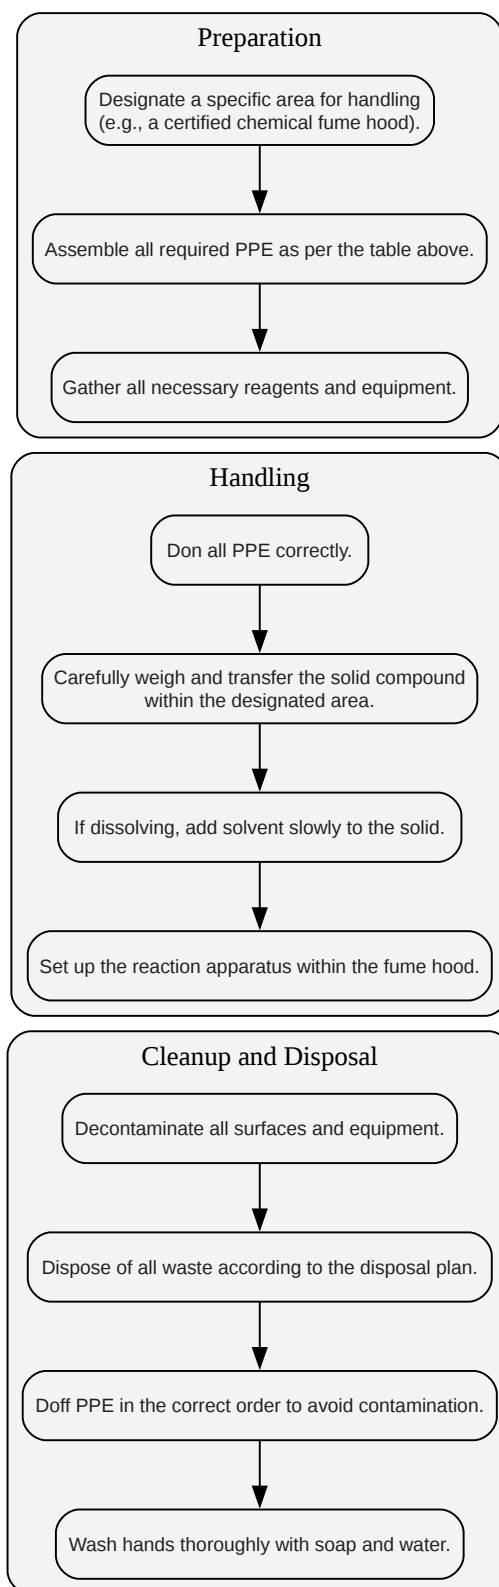 Preparation
Designate a specific area for handling
(e.g., a certified chemical fume hood).
Assemble all required PPE as per the table above.
Gather all necessary reagents and equipment.
Handling
Don all PPE correctly.
Carefully weigh and transfer the solid compound
within the designated area.
If dissolving, add solvent slowly to the solid.
Set up the reaction apparatus within the fume hood.
Cleanup and Disposal
Decontaminate all surfaces and equipment.
Dispose of all waste according to the disposal plan.
Doff PPE in the correct order to avoid contamination.
Wash hands thoroughly with soap and water.